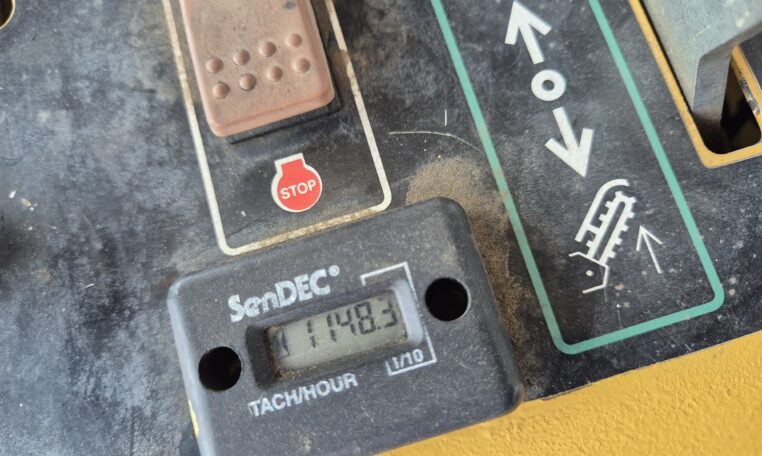 STOP
SenDEC
1148.3
1/10
TACH/HOUR